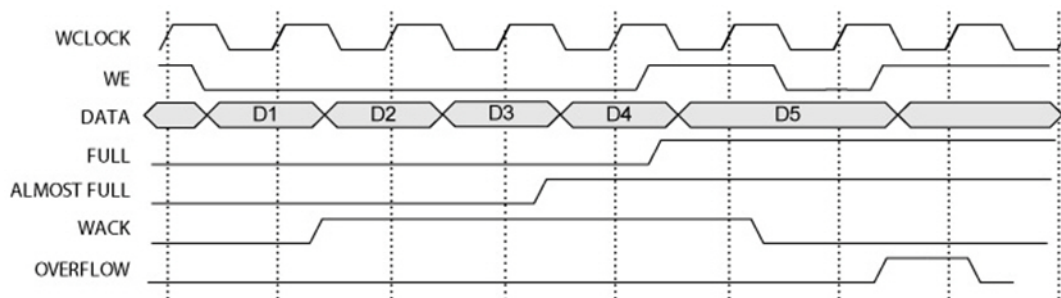 WCLOCK
WE
DATA D1 D2 D3 D4 D5
FULL
ALMOST FULL
WACK
OVERFLOW